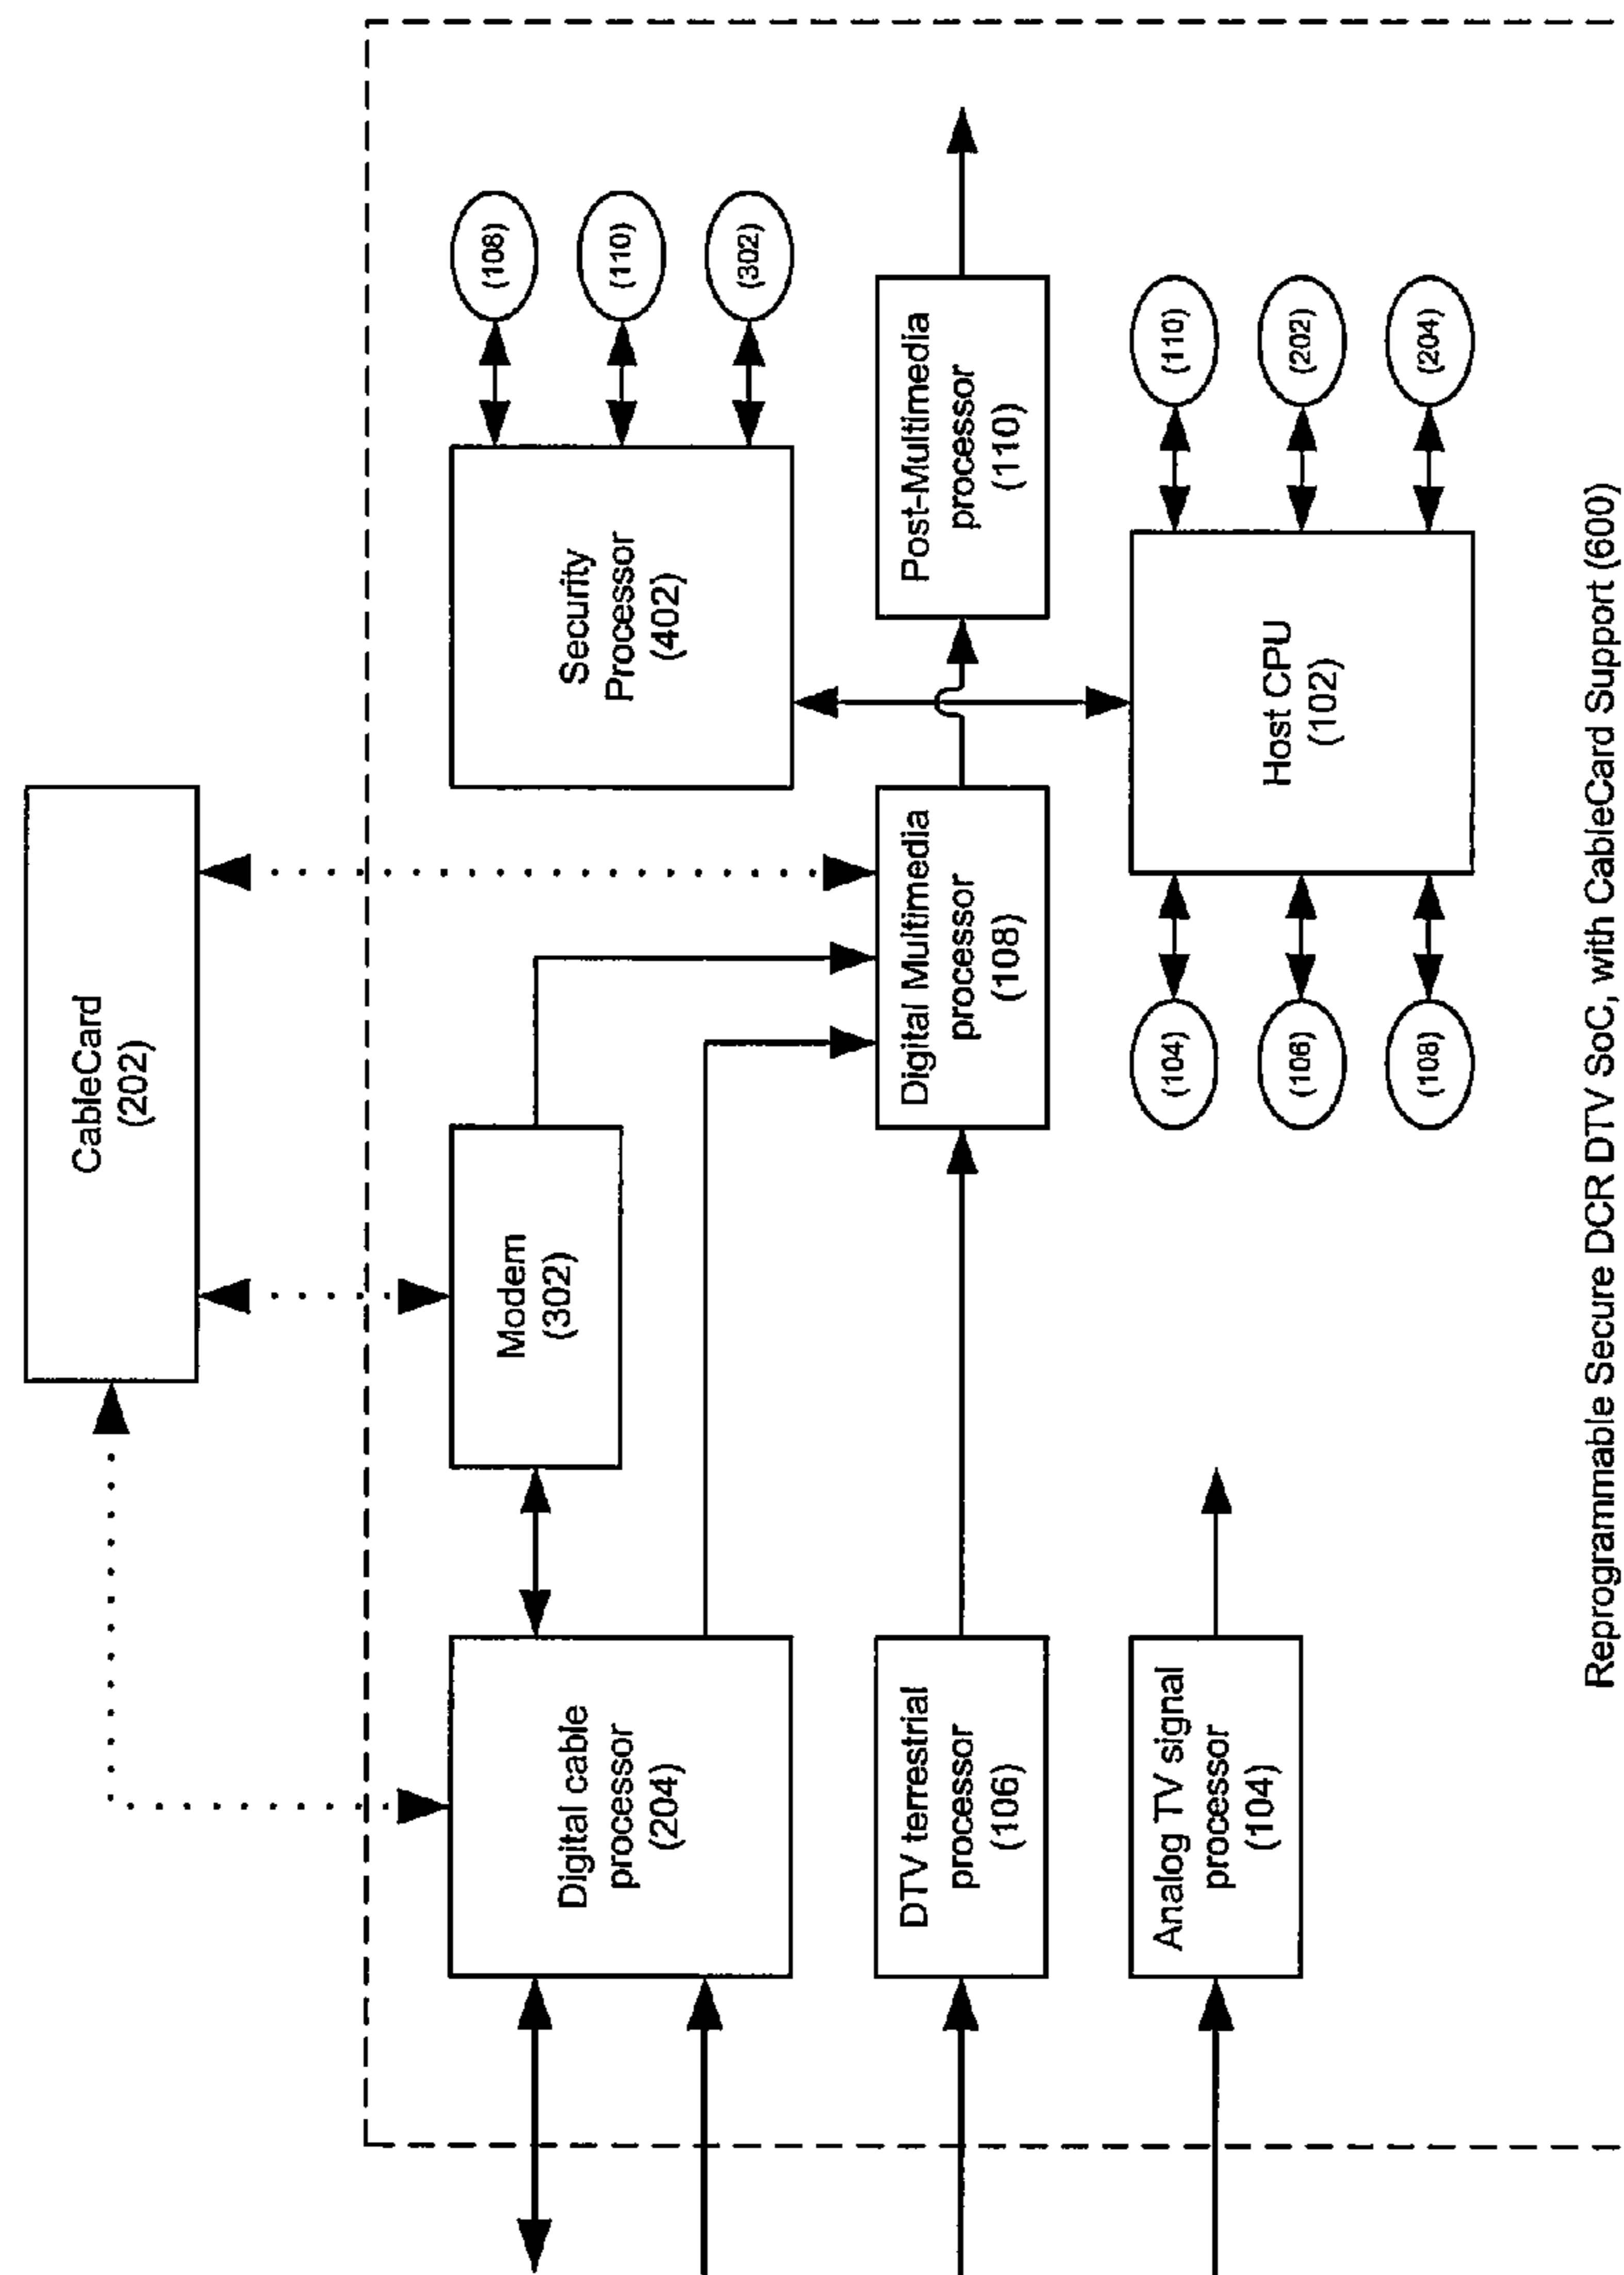 CableCard
(202)
Digital cable
processor
(204)
Modem
(302)
Security
Processor
(402)
(108)
(110)
(302)
DTV terrestrial
processor
(106)
Digital Multimedia
processor
(108)
Post-Multimedia
processor
(110)
Analog TV signal
processor
(104)
(104)
(106)
(108)
Host CPU
(102)
(110)
(202)
(204)
Reprogrammable Secure DCR DTV SoC, with CableCard Support (600)